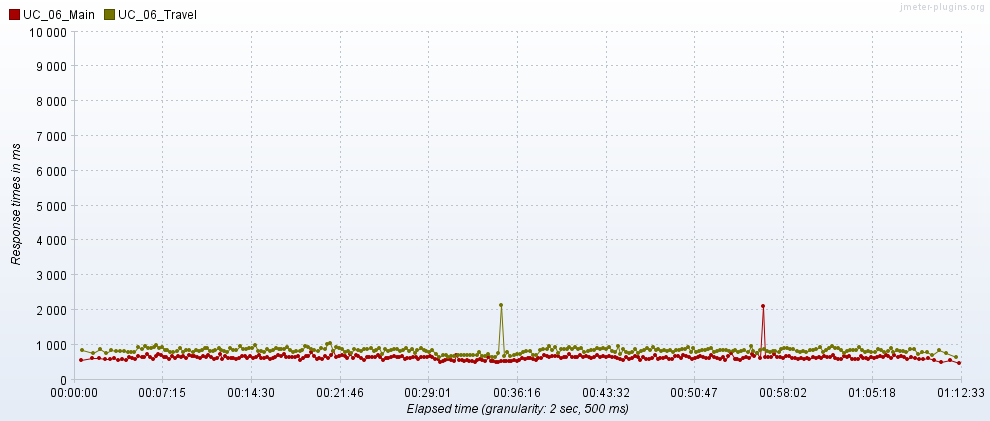 UC_06_Main UC_06_Travel
jmeter-plugins.org
10 000
9 000
8 000
7 000
6 000
5 000
4 000
3 000
2 000
1 000
0
Response times in ms
00:00:00 00:07:15 00:14:30 00:21:46 00:29:01 00:36:16 00:43:32 00:50:47 00:58:02 01:05:18 01:12:33
Elapsed time (granularity: 2 sec, 500 ms)